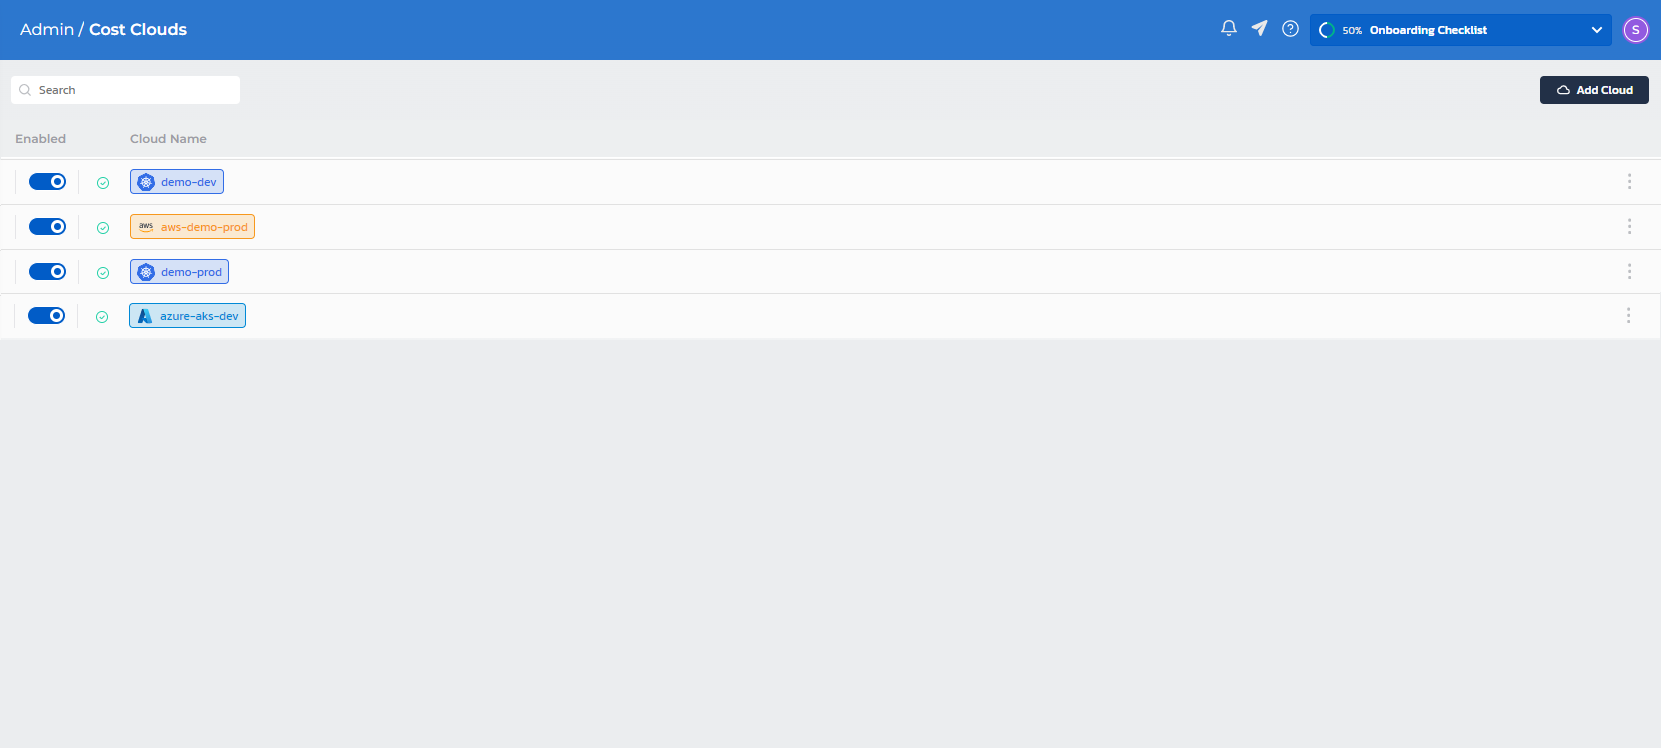 Admin / Cost Clouds
50% Onboarding Checklist
S
Search
Add Cloud
Enabled Cloud Name
demo-dev
aws aws-demo-prod
demo-prod
azure-aks-dev